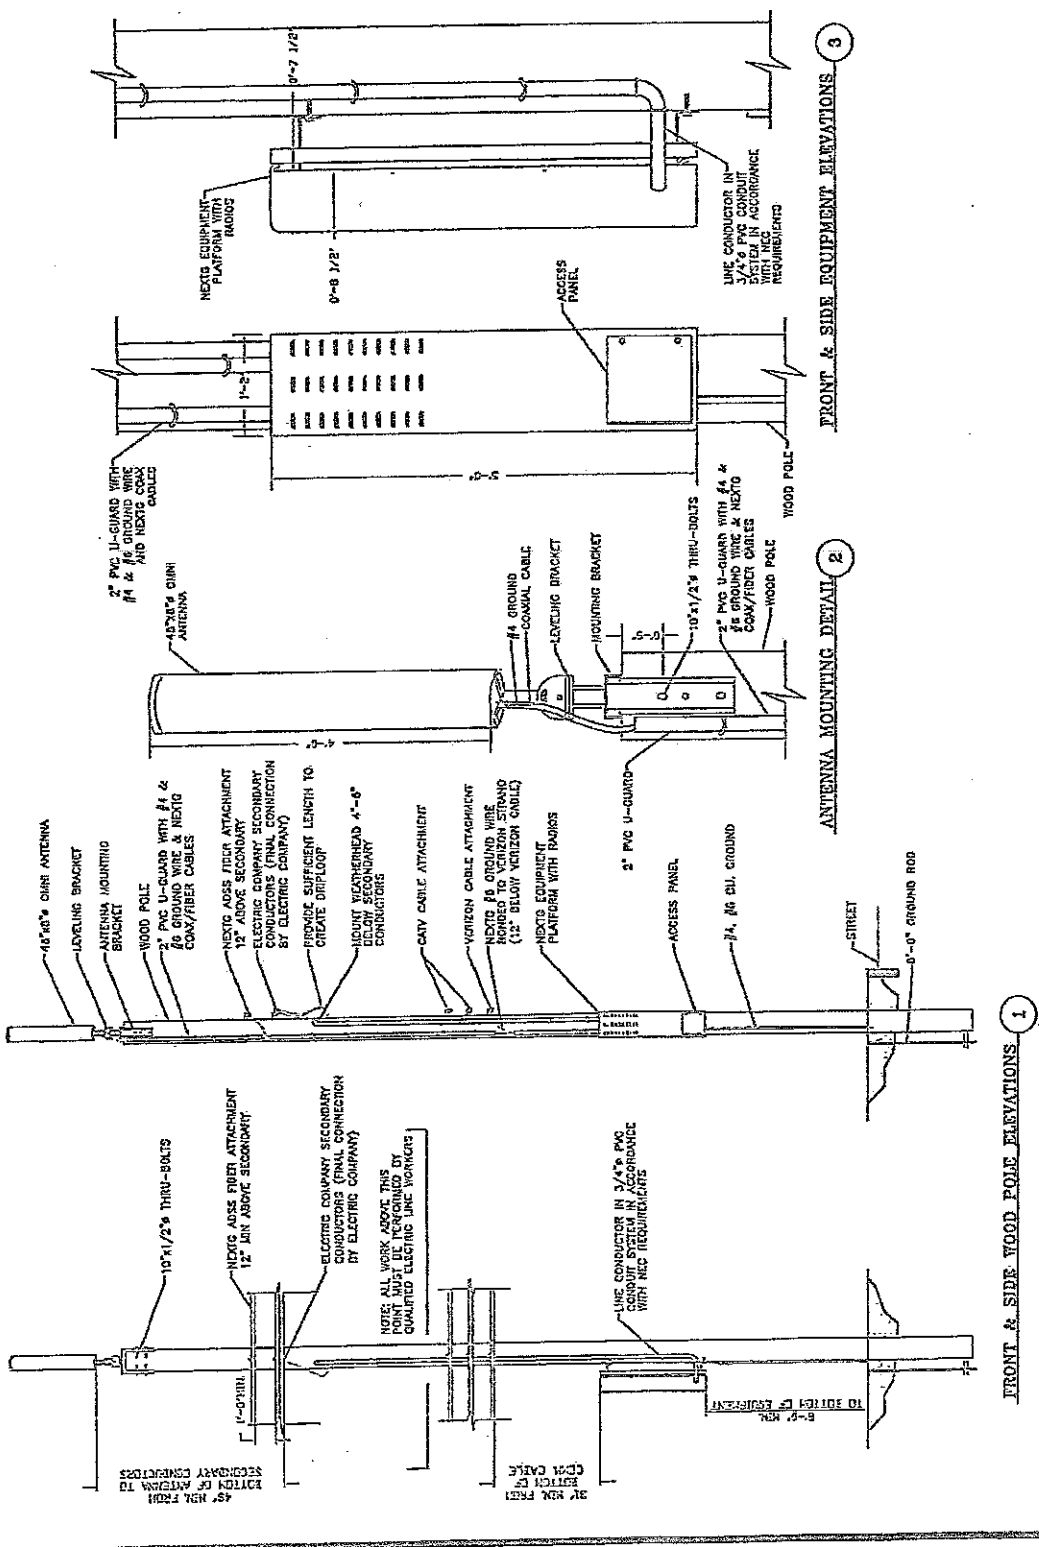 48"x8"ø OMNI ANTENNA
LEVELING BRACKET
ANTENNA MOUNTING
BRACKET
WOOD POLE
2" PVC U-GUARD WITH #4 &
#6 GROUND WIRE & NEXTG
COAX/FIBER CABLES
NEXTG ADSS FIBER ATTACHMENT
12" ABOVE SECONDARY
ELECTRIC COMPANY SECONDARY
CONDUCTORS (FINAL CONNECTION
BY ELECTRIC COMPANY)
PROVIDE SUFFICIENT LENGTH TO
CREATE DRIPLOOP
MOUNT WEATHERHEAD 4"-6"
BELOW SECONDARY
CONDUCTORS
CATV CABLE ATTACHMENT
VERIZON CABLE ATTACHMENT
NEXTG #6 GROUND WIRE
BONDED TO VERIZON STRAND
(12" BELOW VERIZON CABLE)
NEXTG EQUIPMENT
PLATFORM WITH RADIOS
ACCESS PANEL
#4, #6 CU. GROUND
STREET
8'-0" GROUND ROD
10"x1/2"ø THRU-BOLTS
NEXTG ADSS FIBER ATTACHMENT
12" MIN ABOVE SECONDARY
ELECTRIC COMPANY SECONDARY
CONDUCTORS (FINAL CONNECTION
BY ELECTRIC COMPANY)
NOTE: ALL WORK ABOVE THIS
POINT MUST BE PERFORMED BY
QUALIFIED ELECTRIC LINE WORKERS
LINE CONDUCTOR IN 3/4"ø PVC
CONDUIT SYSTEM IN ACCORDANCE
WITH NEC REQUIREMENTS
BOTTOM OF ANTENNA TO
SECONDARY CONDUCTORS
BOTTOM OF
COMM CABLE
TO BOTTOM OF EQUIPMENT
FRONT & SIDE WOOD POLE ELEVATIONS 1
48"x8"ø OMNI
ANTENNA
4'-0"
#4 GROUND
COAXIAL CABLE
LEVELING BRACKET
MOUNTING BRACKET
10"x1/2"ø THRU-BOLTS
2" PVC U-GUARD WITH #4 &
#6 GROUND WIRE & NEXTG
COAX/FIBER CABLES
WOOD POLE
2" PVC U-GUARD
ANTENNA MOUNTING DETAIL 2
2" PVC U-GUARD WITH
#4 & #6 GROUND WIRE
AND NEXTG COAX
CABLES
1'-2"
5'-0"
ACCESS
PANEL
WOOD POLE
NEXTG EQUIPMENT
PLATFORM WITH
RADIOS
0'-7 1/2"
0'-8 1/2"
LINE CONDUCTOR IN
3/4"ø PVC CONDUIT
SYSTEM IN ACCORDANCE
WITH NEC
REQUIREMENTS
FRONT & SIDE EQUIPMENT ELEVATIONS 3